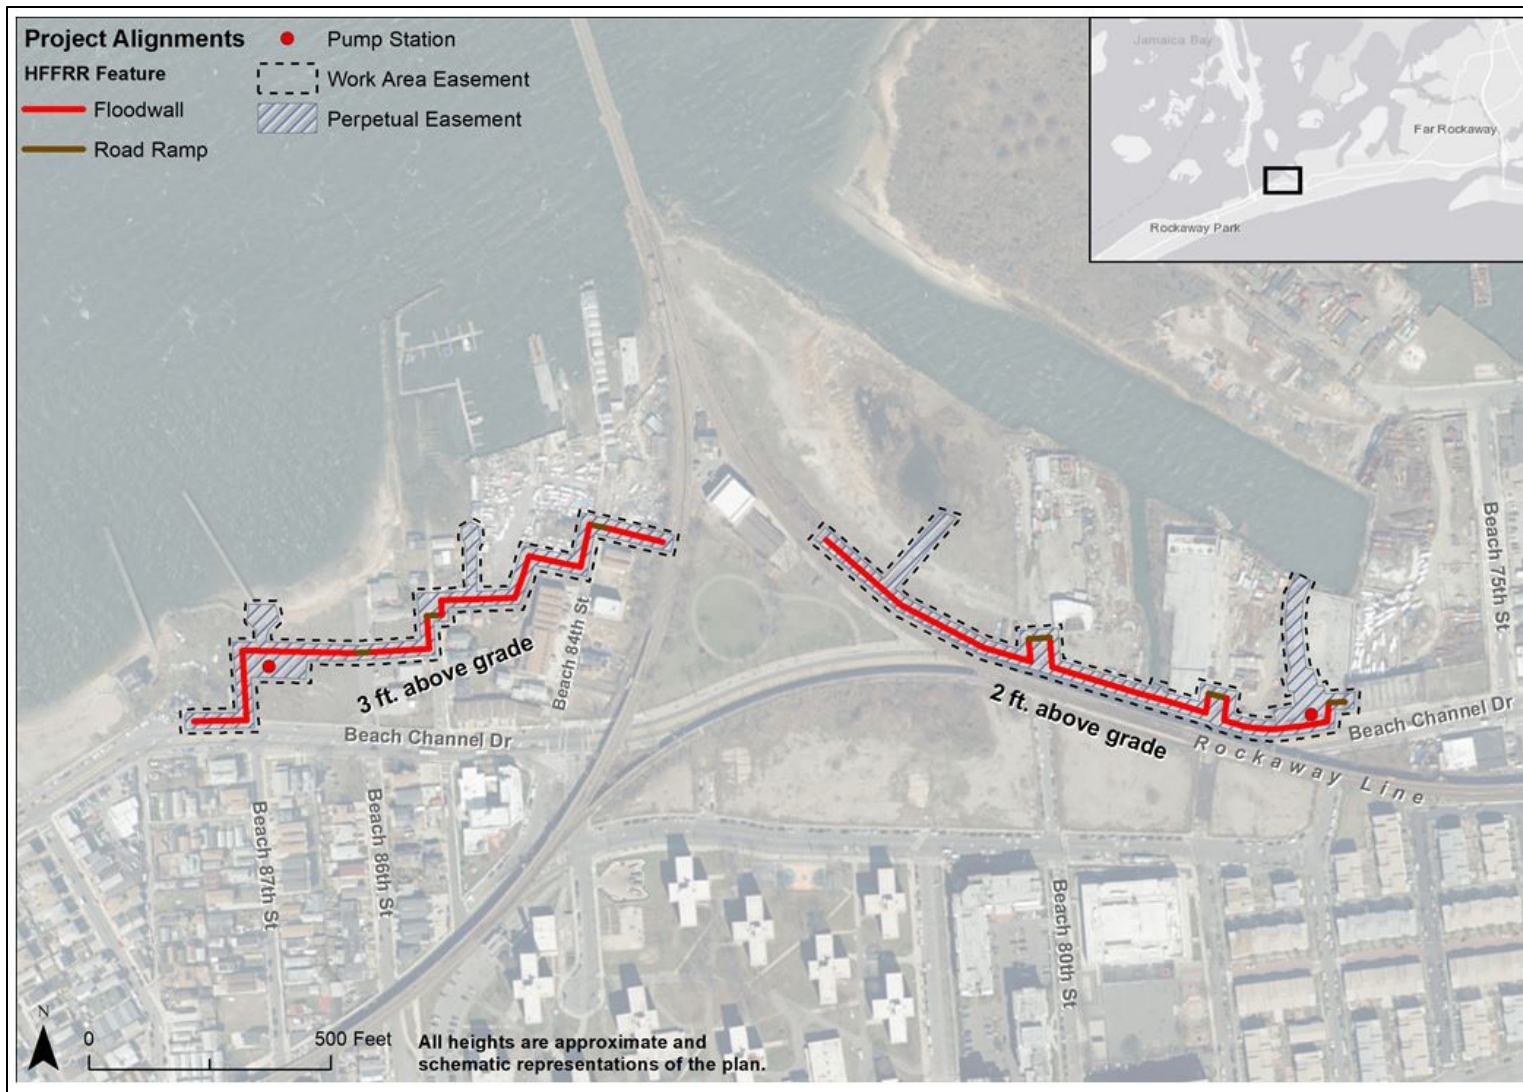 Project Alignments
HFFRR Feature
Floodwall
Road Ramp
Pump Station
Work Area Easement
Perpetual Easement
Jamaica Bay
Far Rockaway
Rockaway Park
Beach 75th St
Beach 84th St
3 ft. above grade
2 ft. above grade
Beach Channel Dr
Beach Channel Dr
Rockaway Line
Beach 87th St
Beach 86th St
Beach 80th St
N
0
500 Feet
All heights are approximate and
schematic representations of the plan.